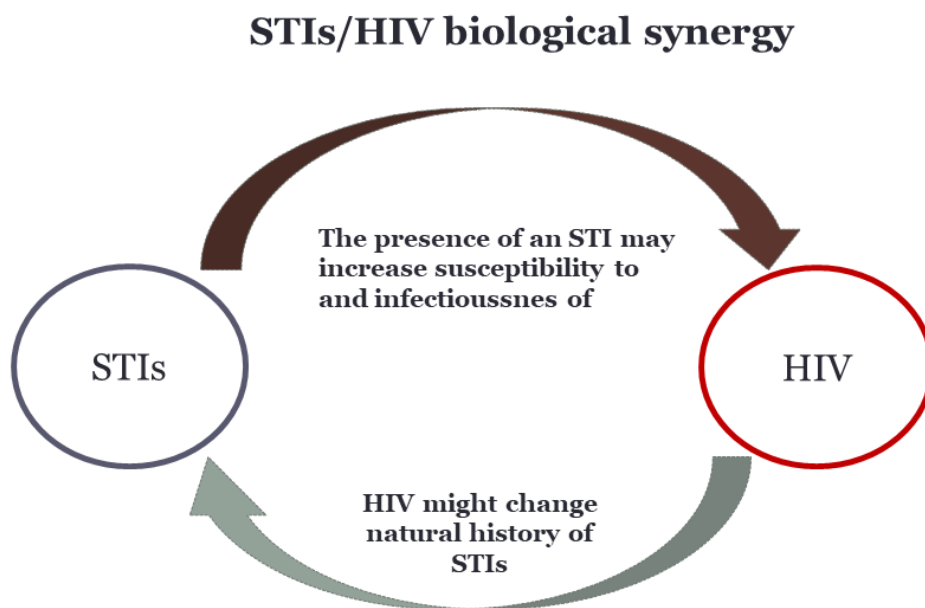 STIs/HIV biological synergy
The presence of an STI may
increase susceptibility to
and infectioussnes of
STIs
HIV
HIV might change
natural history of
STIs